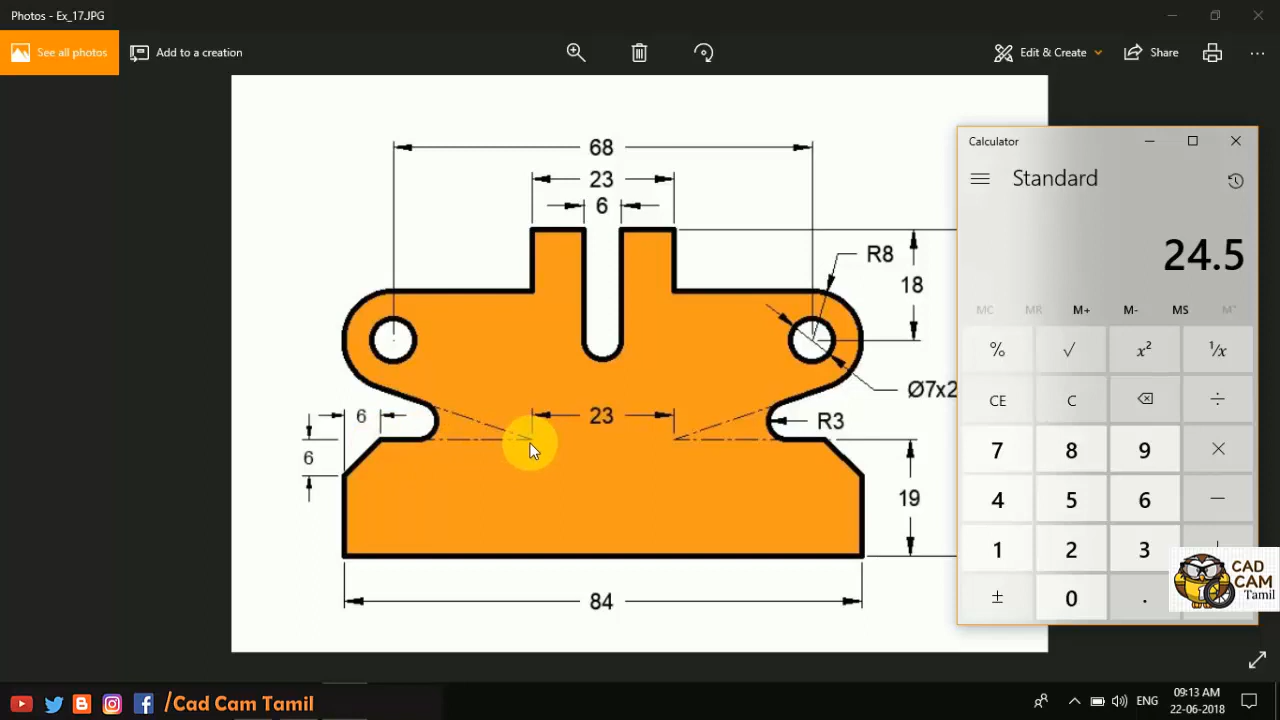 Photos - Ex_17.JPG
See all photos
Add to a creation
Edit & Create
Share
68
23
6
R8
18
Ø7x2
6
23
R3
6
19
84
Calculator
Standard
24.5
MC MR M+ M- MS M˅
% √ x² ¹/x
CE C ÷
7 8 9 ×
4 5 6 −
1 2 3
± 0 .
CAD
CAM
Tamil
/Cad Cam Tamil
ENG
09:13 AM
22-06-2018